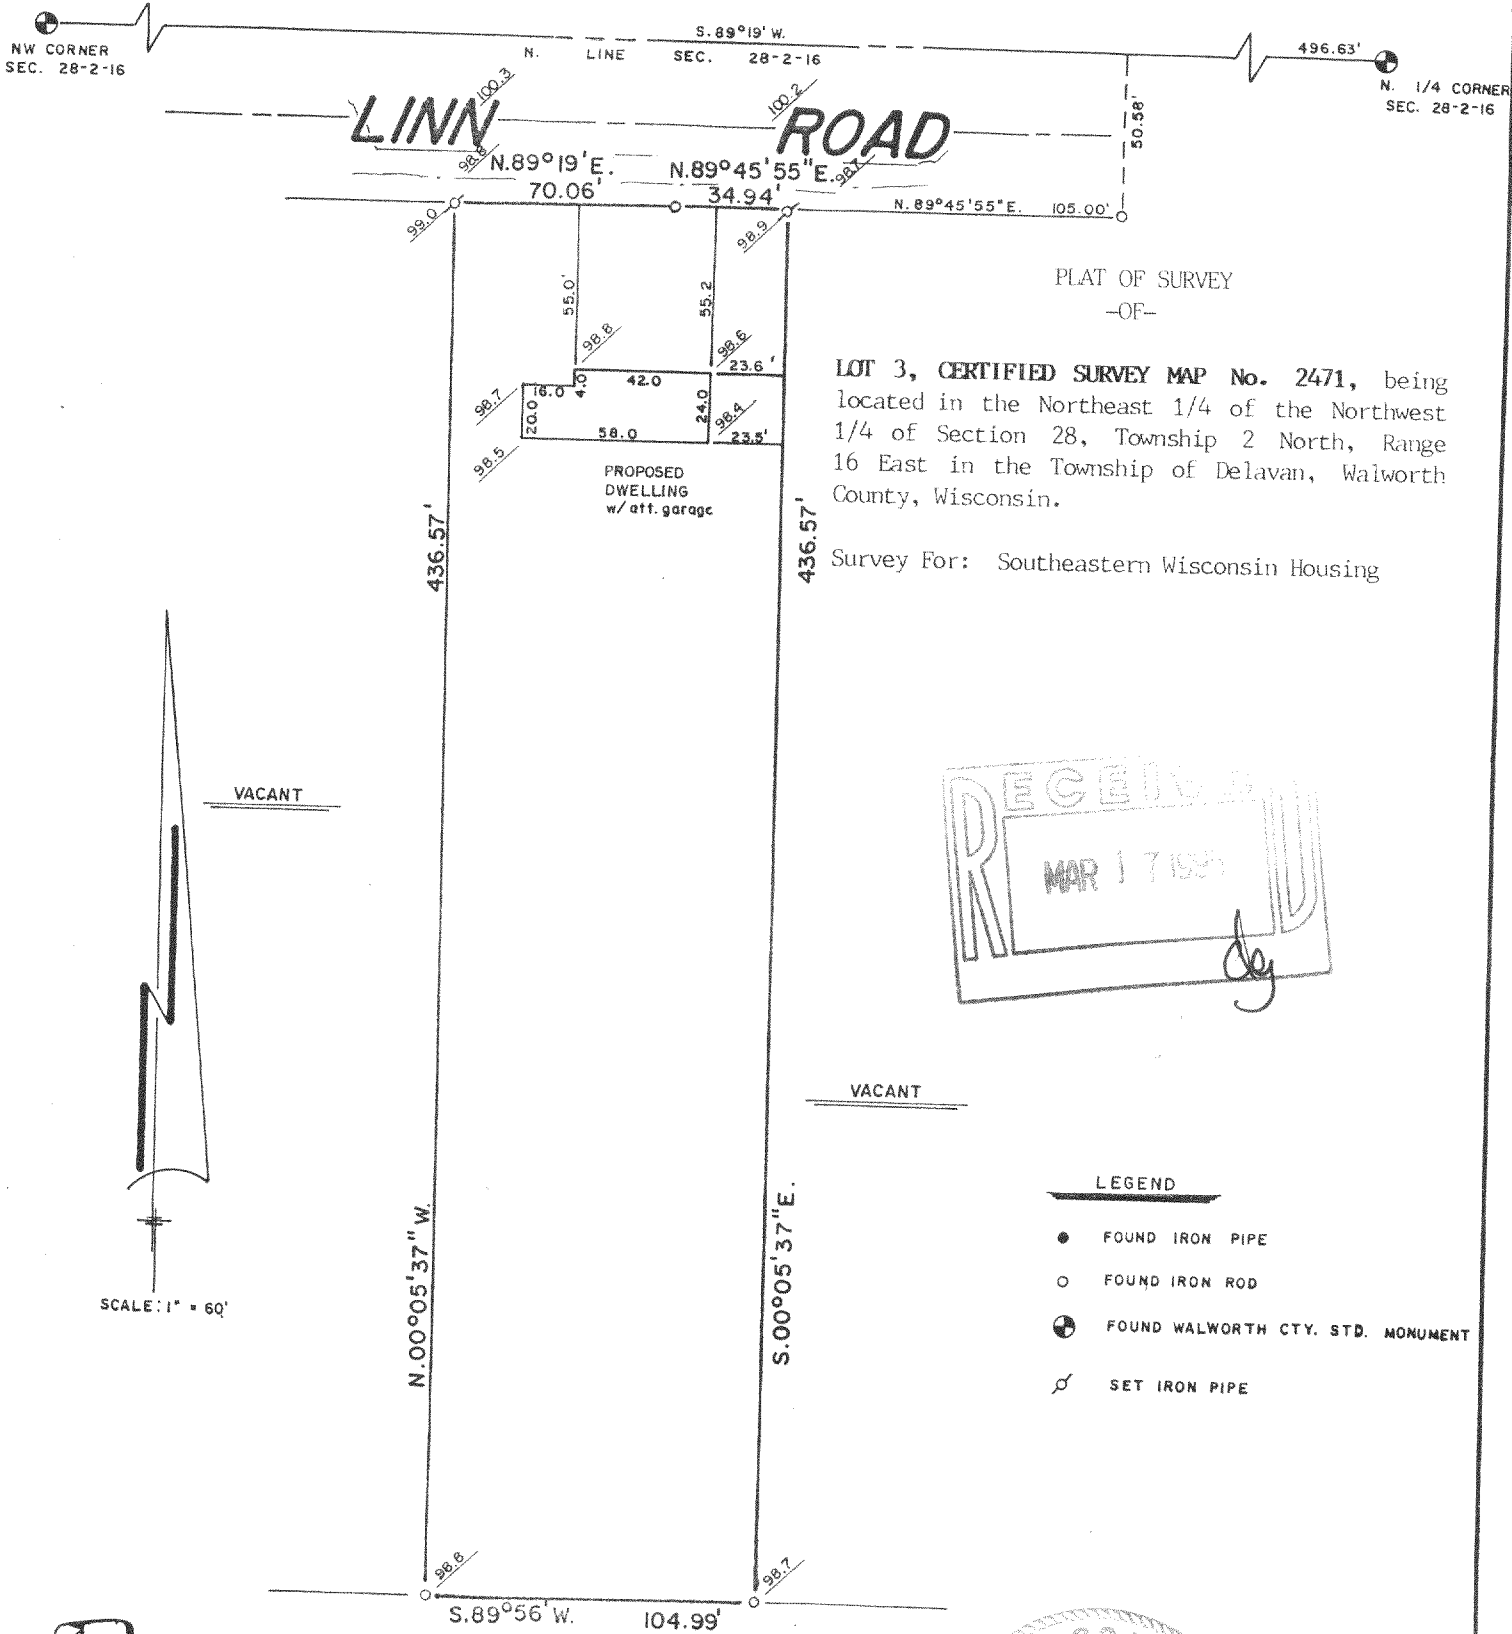 S.89°19'W.
496.63'
NW CORNER
SEC. 28-2-16
N. LINE SEC. 28-2-16
N. 1/4 CORNER
SEC. 28-2-16
100.3
100.2
50.58'
LINN ROAD
98.8
98.7
N.89°19'E. N.89°45'55"E.
70.06' 34.94'
N.89°45'55"E. 105.00'
99.0
98.9
55.0'
55.2
PLAT OF SURVEY
-OF-
98.8
98.6
23.6'
LOT 3, CERTIFIED SURVEY MAP No. 2471, being
located in the Northeast 1/4 of the Northwest
1/4 of Section 28, Township 2 North, Range
16 East in the Township of Delavan, Walworth
County, Wisconsin.
98.7
16.0
4.0
42.0
20.0
24.0
98.4
58.0
23.5'
98.5
PROPOSED
DWELLING
w/att. garage
436.57'
436.57'
Survey For: Southeastern Wisconsin Housing
VACANT
RECEIVED
MAR 17
dg
VACANT
LEGEND
FOUND IRON PIPE
FOUND IRON ROD
FOUND WALWORTH CTY. STD. MONUMENT
SET IRON PIPE
N.00°05'37"W.
S.00°05'37"E.
SCALE: 1" = 60'
98.8
98.7
S.89°56'W. 104.99'